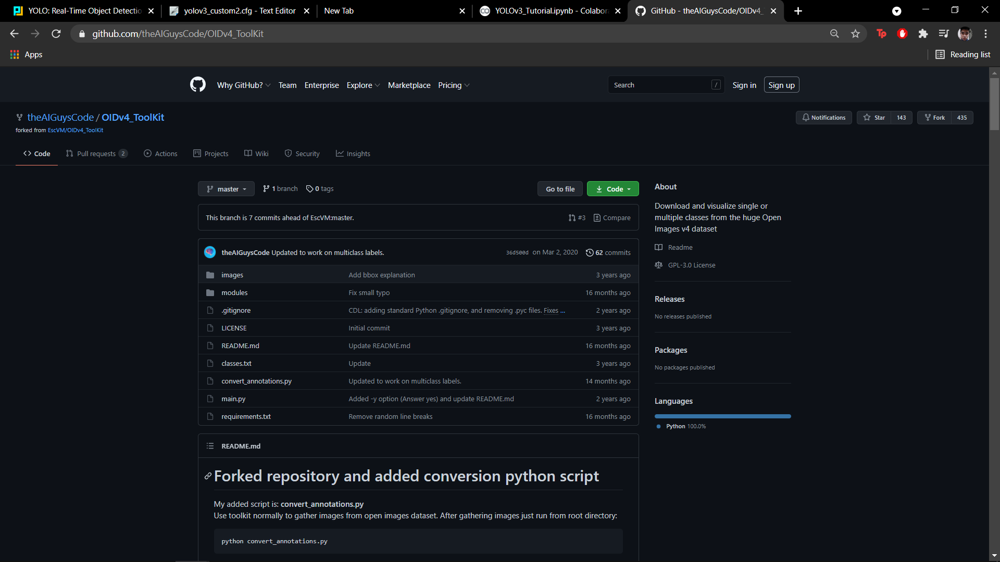 YOLO: Real-Time Object Detectio
yolov3_custom2.cfg - Text Editor
New Tab
YOLOv3_Tutorial.ipynb - Colabora
GitHub - theAIGuysCode/OIDv4_
github.com/theAIGuysCode/OIDv4_ToolKit
Tp
Apps
Reading list
Why GitHub?
Team
Enterprise
Explore
Marketplace
Pricing
Search
/
Sign in
Sign up
theAIGuysCode / OIDv4_ToolKit
forked from EscVM/OIDv4_ToolKit
Notifications
Star 143
Fork 435
Code
Pull requests 2
Actions
Projects
Wiki
Security
Insights
master
1 branch
0 tags
Go to file
Code
This branch is 7 commits ahead of EscVM:master.
#3
Compare
theAIGuysCode Updated to work on multiclass labels.
36d500d on Mar 2, 2020
62 commits
images Add bbox explanation 3 years ago
modules Fix small typo 16 months ago
.gitignore CDL: adding standard Python .gitignore, and removing .pyc files. Fixes ... 2 years ago
LICENSE Initial commit 3 years ago
README.md Update README.md 16 months ago
classes.txt Update 3 years ago
convert_annotations.py Updated to work on multiclass labels. 14 months ago
main.py Added -y option (Answer yes) and update README.md 2 years ago
requirements.txt Remove random line breaks 16 months ago
README.md
Forked repository and added conversion python script
My added script is: convert_annotations.py
Use toolkit normally to gather images from open images dataset. After gathering images just run from root directory:
python convert_annotations.py
About
Download and visualize single or
multiple classes from the huge Open
Images v4 dataset
Readme
GPL-3.0 License
Releases
No releases published
Packages
No packages published
Languages
Python 100.0%